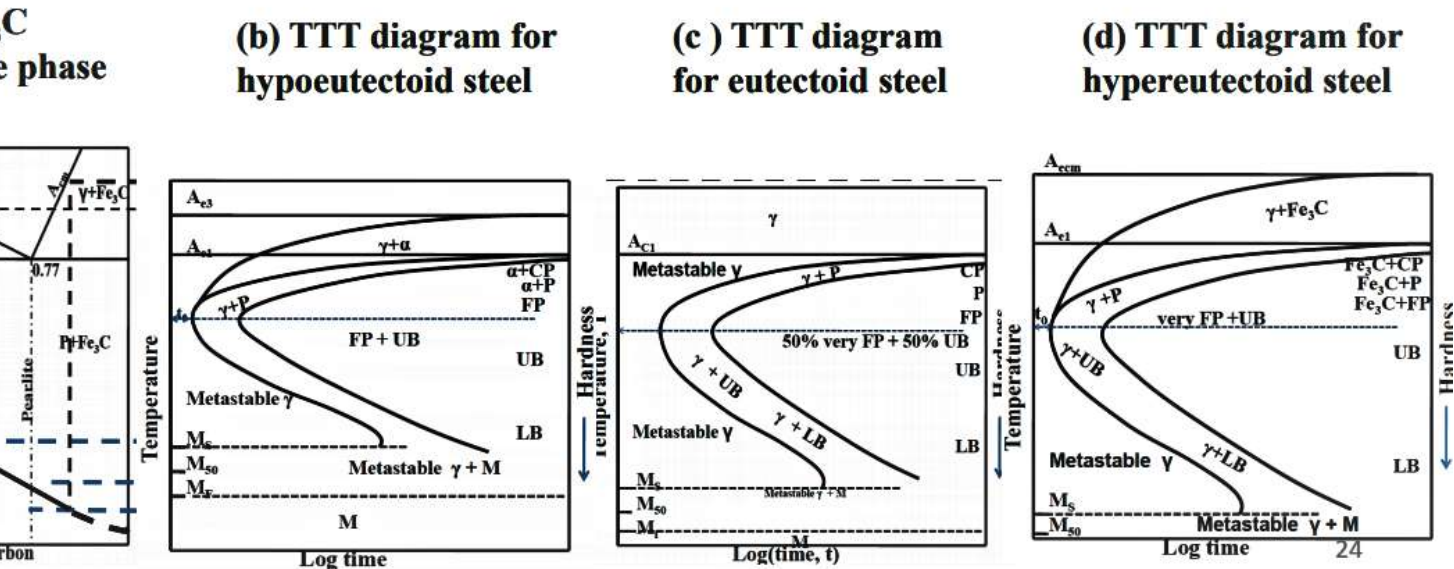 C
e phase
(b) TTT diagram for
hypoeutectoid steel
(c ) TTT diagram
for eutectoid steel
(d) TTT diagram for
hypereutectoid steel
Acm
γ+Fe3C
0.77
P+Fe3C
Pearlite
rbon
Ae3
Ae1
γ+α
α+CP
α+P
FP
γ+P
FP + UB
UB
Metastable γ
LB
MS
M50
MF
Metastable γ + M
M
Temperature
Log time
Hardness
Temperature, T
γ
AC1
Metastable γ
γ + P
CP
P
FP
50% very FP + 50% UB
UB
γ + UB
Metastable γ
γ + LB
LB
MS
M50
Metastable γ + M
M
Log(time, t)
Hardness
Temperature
Aecm
γ+Fe3C
Ae1
Fe3C+CP
Fe3C+P
Fe3C+FP
γ +P
t0
very FP +UB
UB
γ+UB
γ+LB
LB
Metastable γ
MS
M50
Metastable γ + M
Log time
24
Hardness